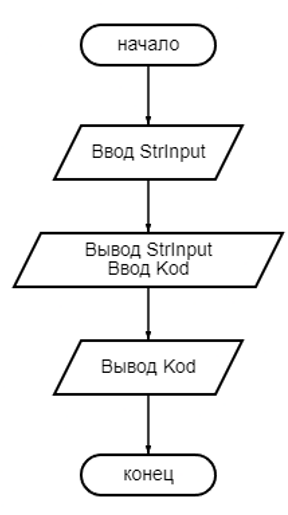 начало
Ввод StrInput
Вывод StrInput
Ввод Kod
Вывод Kod
конец